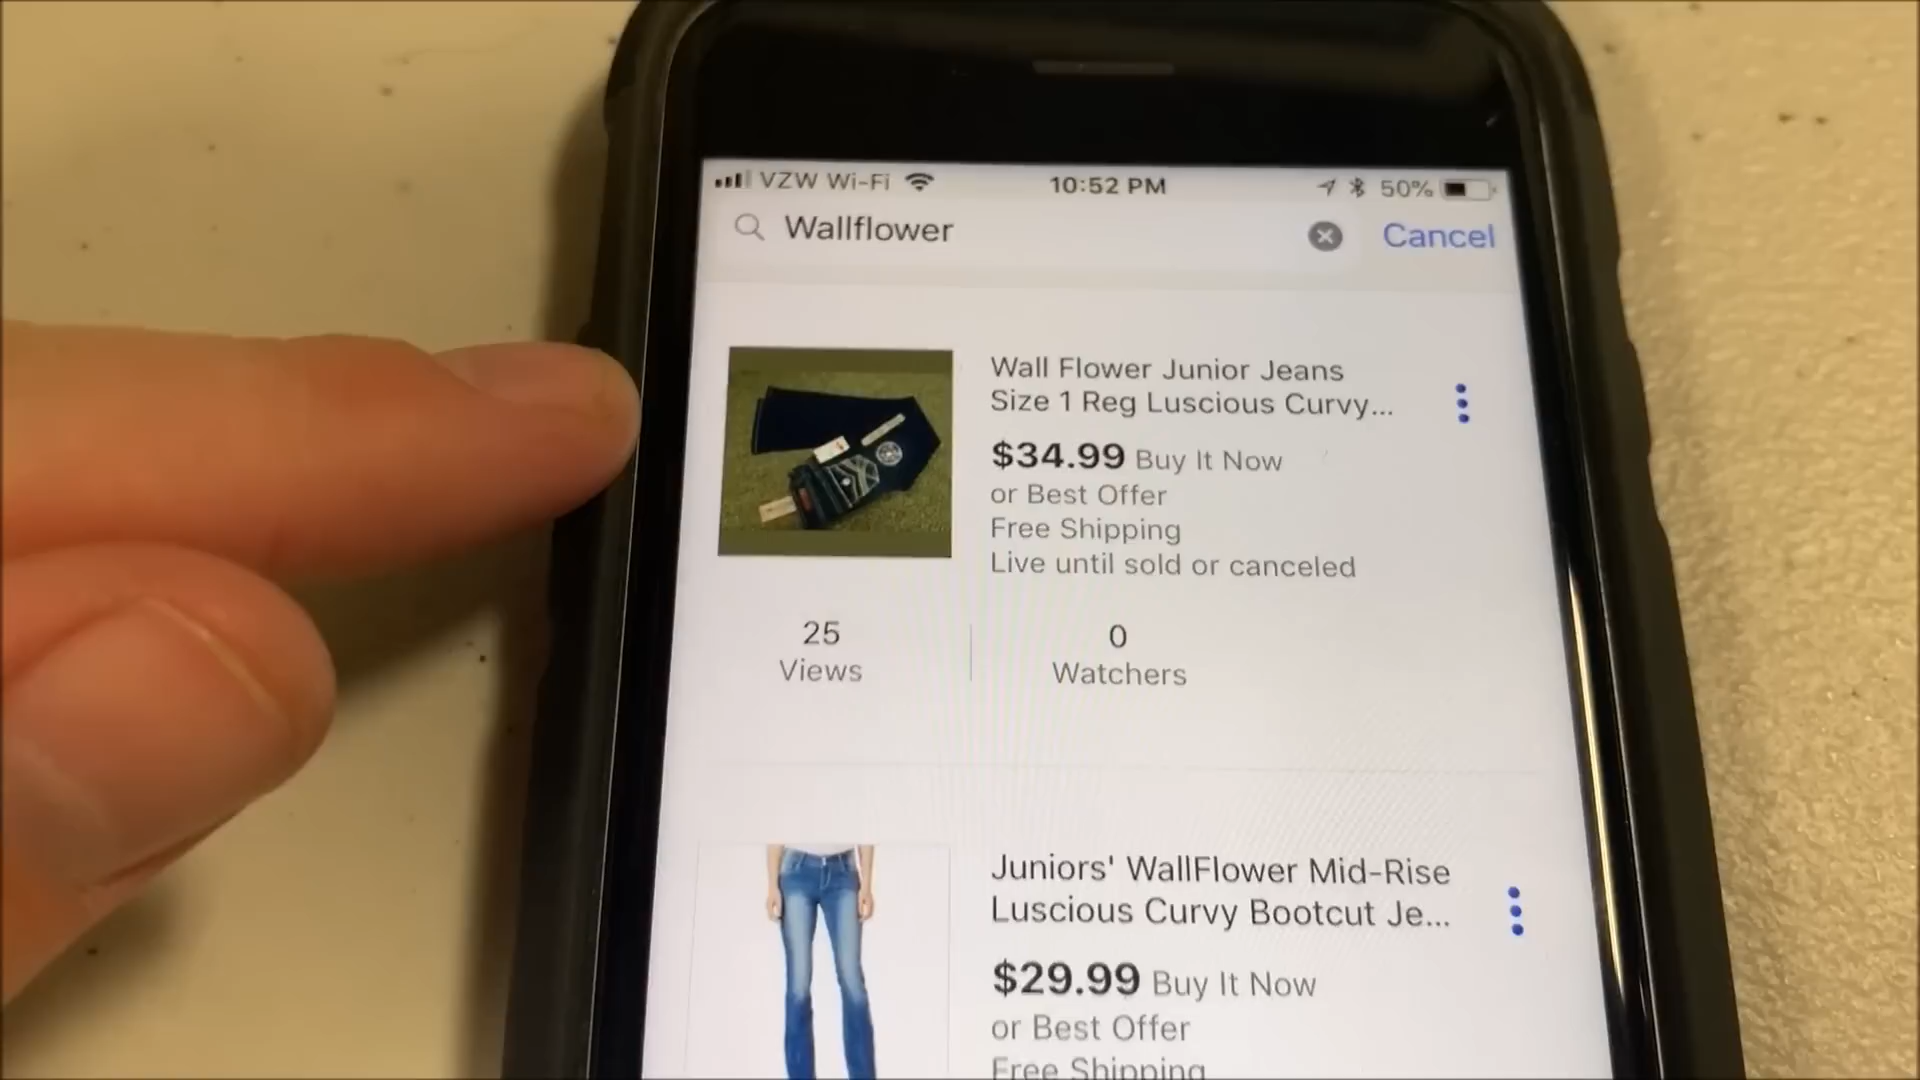 VZW Wi-Fi 10:52 PM 50%
Wallflower Cancel
Wall Flower Junior Jeans
Size 1 Reg Luscious Curvy...
$34.99 Buy It Now
or Best Offer
Free Shipping
Live until sold or canceled
25 0
Views Watchers
Juniors' WallFlower Mid-Rise
Luscious Curvy Bootcut Je...
$29.99 Buy It Now
or Best Offer
Free Shipping